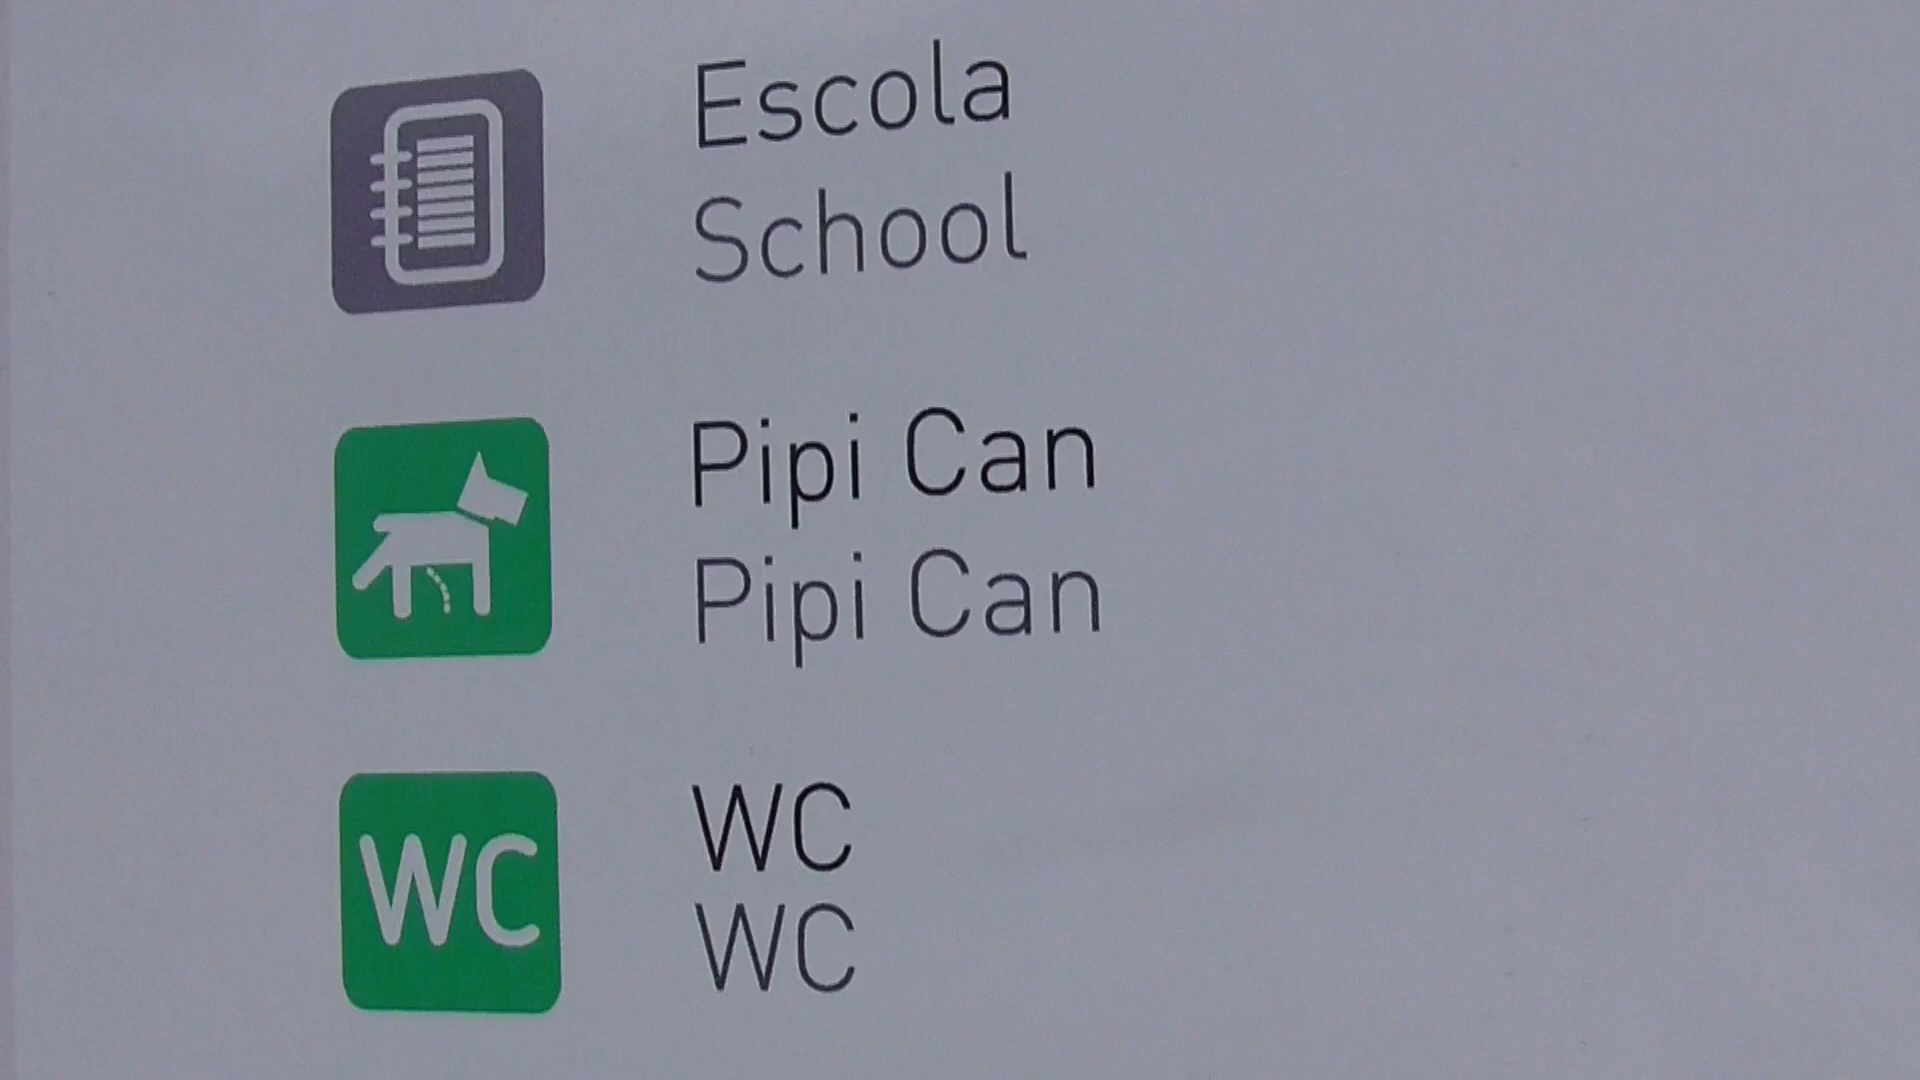 Escola
School
Pipi Can
Pipi Can
WC
WC
WC